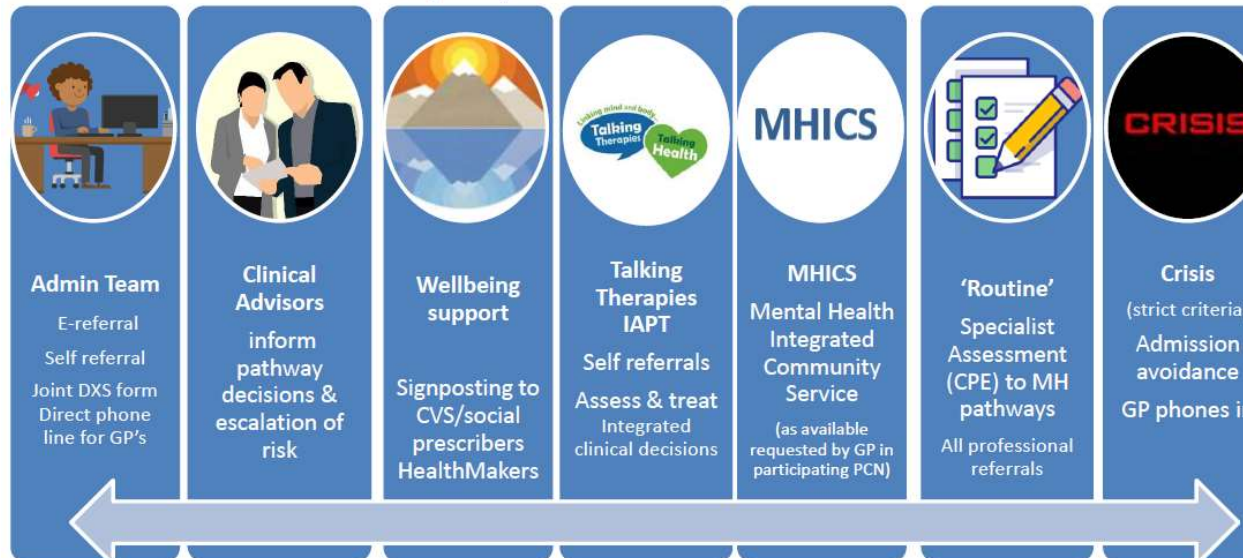 Admin Team
E-referral
Self referral
Joint DXS form
Direct phone
line for GP's
Clinical
Advisors
inform
pathway
decisions &
escalation of
risk
Wellbeing
support
Signposting to
CVS/social
prescribers
HealthMakers
Linking mind and body...
Talking
Therapies
Talking
Health
Talking
Therapies
IAPT
Self referrals
Assess & treat
Integrated
clinical decisions
MHICS
MHICS
Mental Health
Integrated
Community
Service
(as available
requested by GP in
participating PCN)
'Routine'
Specialist
Assessment
(CPE) to MH
pathways
All professional
referrals
CRISIS
Crisis
(strict criteria
Admission
avoidance
GP phones i